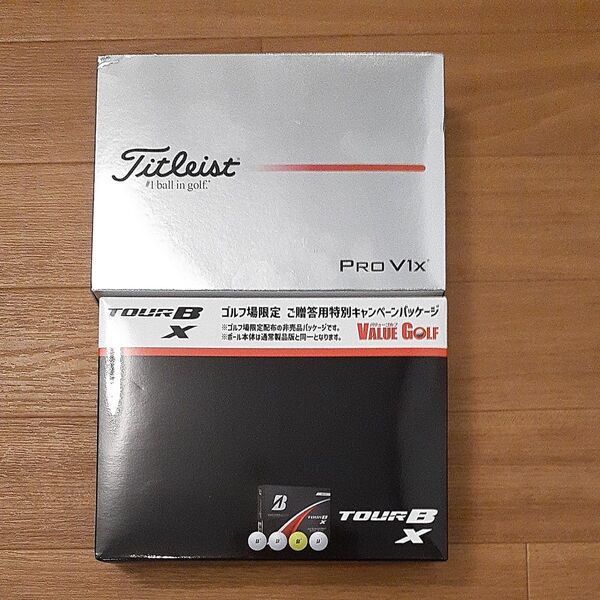 Titleist
#1 ball in golf.
PRO V1x
TOUR B
X
ゴルフ場限定 ご贈答用特別キャンペーンパッケージ
※ゴルフ場限定配布の非売品パッケージです。
※ボール本体は通常製品版と同一となります。
VALUE GOLF
B
TOUR B
X
TOUR B
X